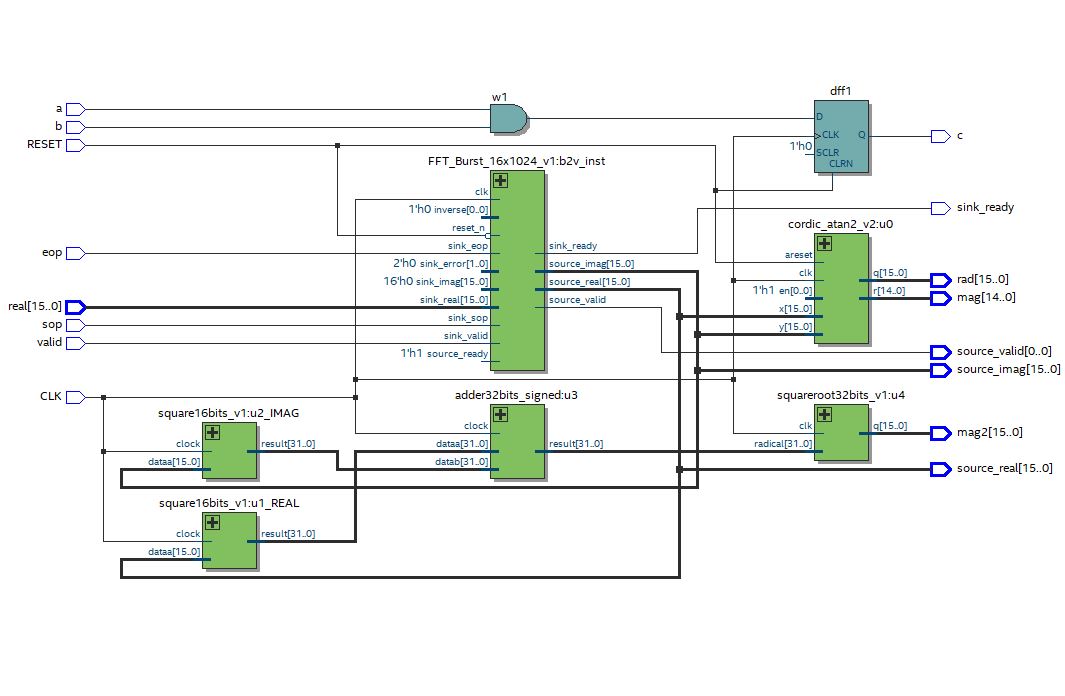 a
b
RESET
w1
dff1
D
CLK
Q
1'h0
SCLR
CLRN
c
FFT_Burst_16x1024_v1:b2v_inst
clk
1'h0 inverse[0..0]
reset_n
eop
sink_eop
2'h0 sink_error[1..0]
16'h0 sink_imag[15..0]
real[15..0]
sink_real[15..0]
sop
sink_sop
valid
sink_valid
1'h1 source_ready
sink_ready
source_imag[15..0]
source_real[15..0]
source_valid
sink_ready
cordic_atan2_v2:u0
areset
clk
1'h1 en[0..0]
x[15..0]
y[15..0]
q[15..0]
r[14..0]
rad[15..0]
mag[14..0]
source_valid[0..0]
source_imag[15..0]
CLK
square16bits_v1:u2_IMAG
clock
dataa[15..0]
result[31..0]
adder32bits_signed:u3
clock
dataa[31..0]
datab[31..0]
result[31..0]
squareroot32bits_v1:u4
clk
radical[31..0]
q[15..0]
mag2[15..0]
source_real[15..0]
square16bits_v1:u1_REAL
clock
dataa[15..0]
result[31..0]